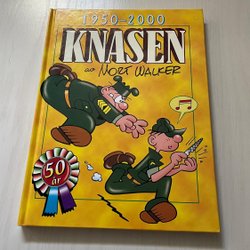 1950-2000
KNASEN
av MORT WALKER
50
år